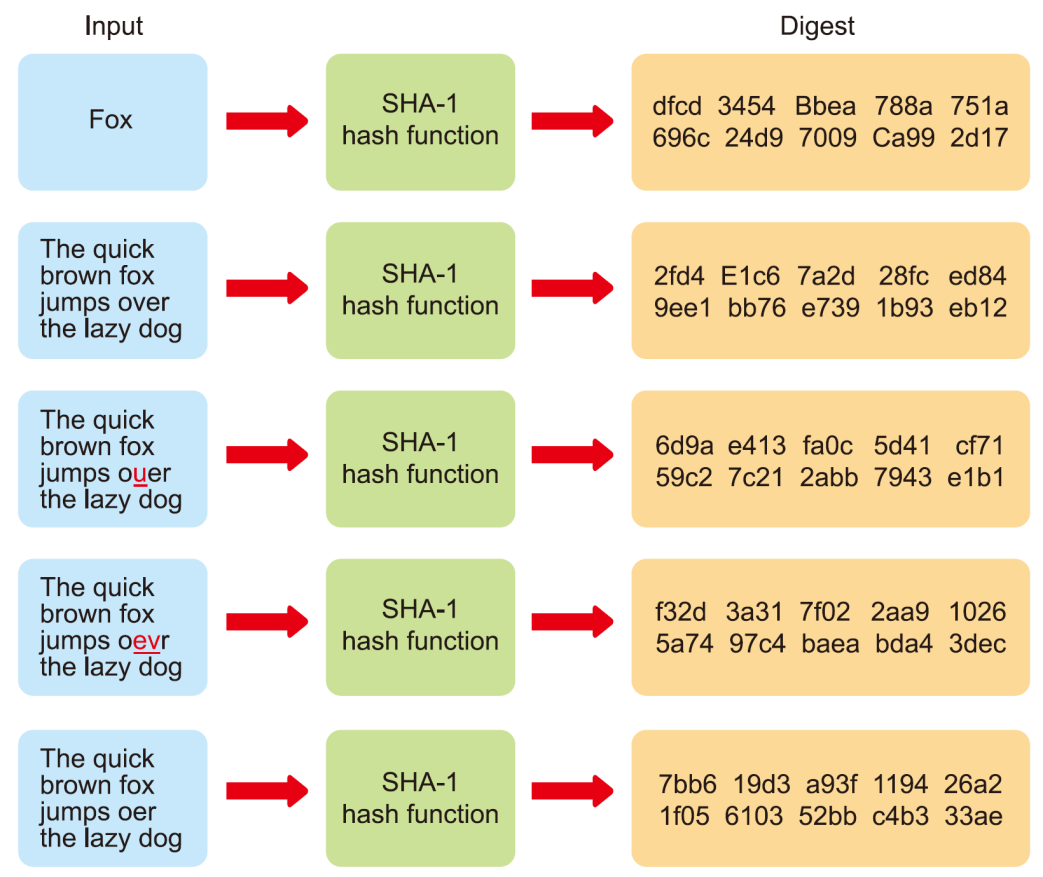 Input
Digest
Fox
SHA-1
hash function
dfcd 3454 Bbea 788a 751a
696c 24d9 7009 Ca99 2d17
The quick
brown fox
jumps over
the lazy dog
SHA-1
hash function
2fd4 E1c6 7a2d 28fc ed84
9ee1 bb76 e739 1b93 eb12
The quick
brown fox
jumps ouer
the lazy dog
SHA-1
hash function
6d9a e413 fa0c 5d41 cf71
59c2 7c21 2abb 7943 e1b1
The quick
brown fox
jumps oevr
the lazy dog
SHA-1
hash function
f32d 3a31 7f02 2aa9 1026
5a74 97c4 baea bda4 3dec
The quick
brown fox
jumps oer
the lazy dog
SHA-1
hash function
7bb6 19d3 a93f 1194 26a2
1f05 6103 52bb c4b3 33ae